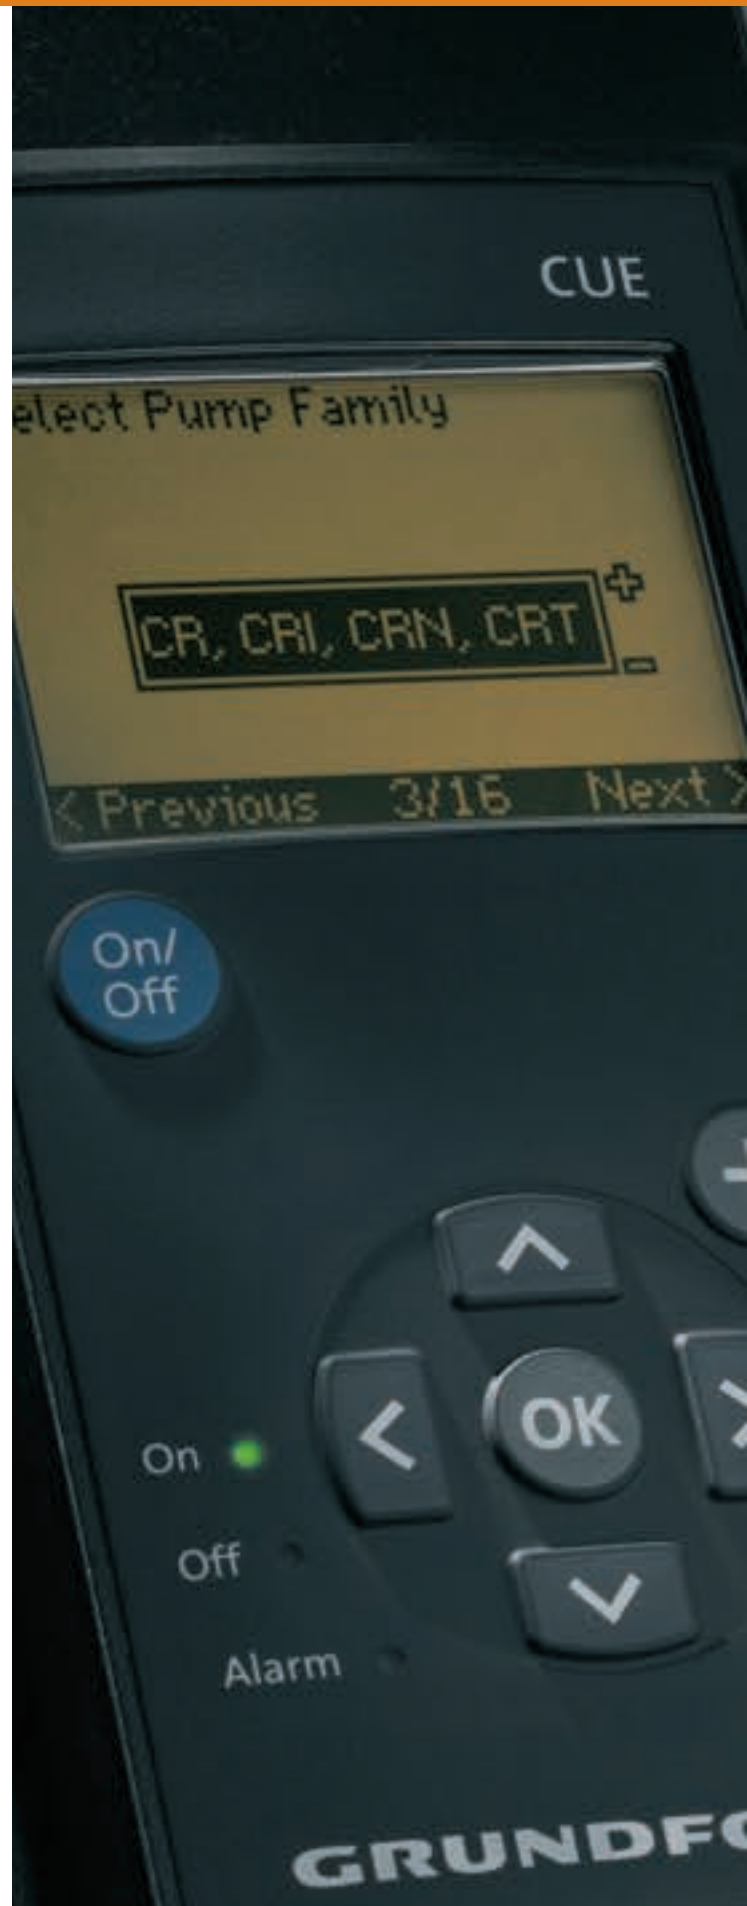 CUE
elect Pump Family
CR, CRI, CRN, CRT
+
-
< Previous 3/16 Next >
On/
Off
OK
On
Off
Alarm
GRUNDFO